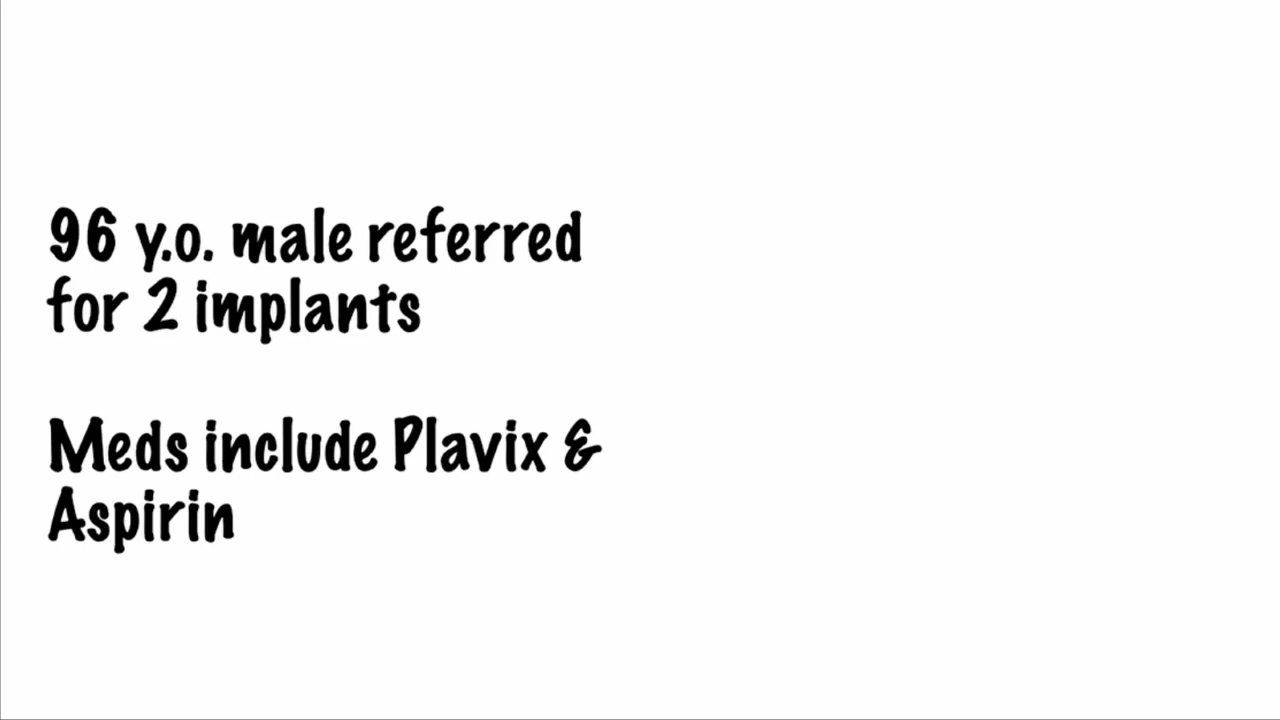 96 y.o. male referred
for 2 implants
Meds include Plavix &
Aspirin